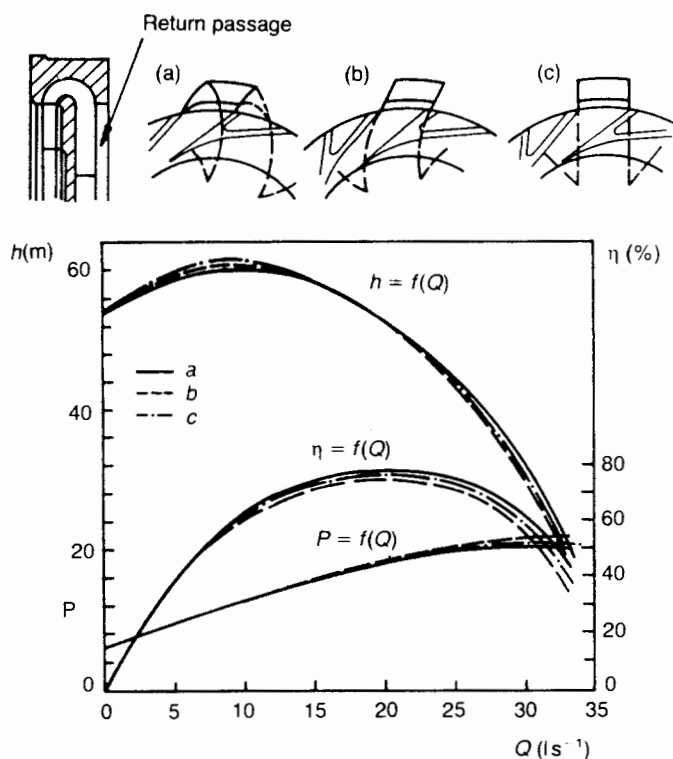 Return passage
(a)
(b)
(c)
h(m)
η (%)
60
h = f(Q)
a
b
c
40
η = f(Q)
80
60
P = f(Q)
20
40
P
20
0
0
0
5
10
15
20
25
30
35
Q (l s⁻¹)